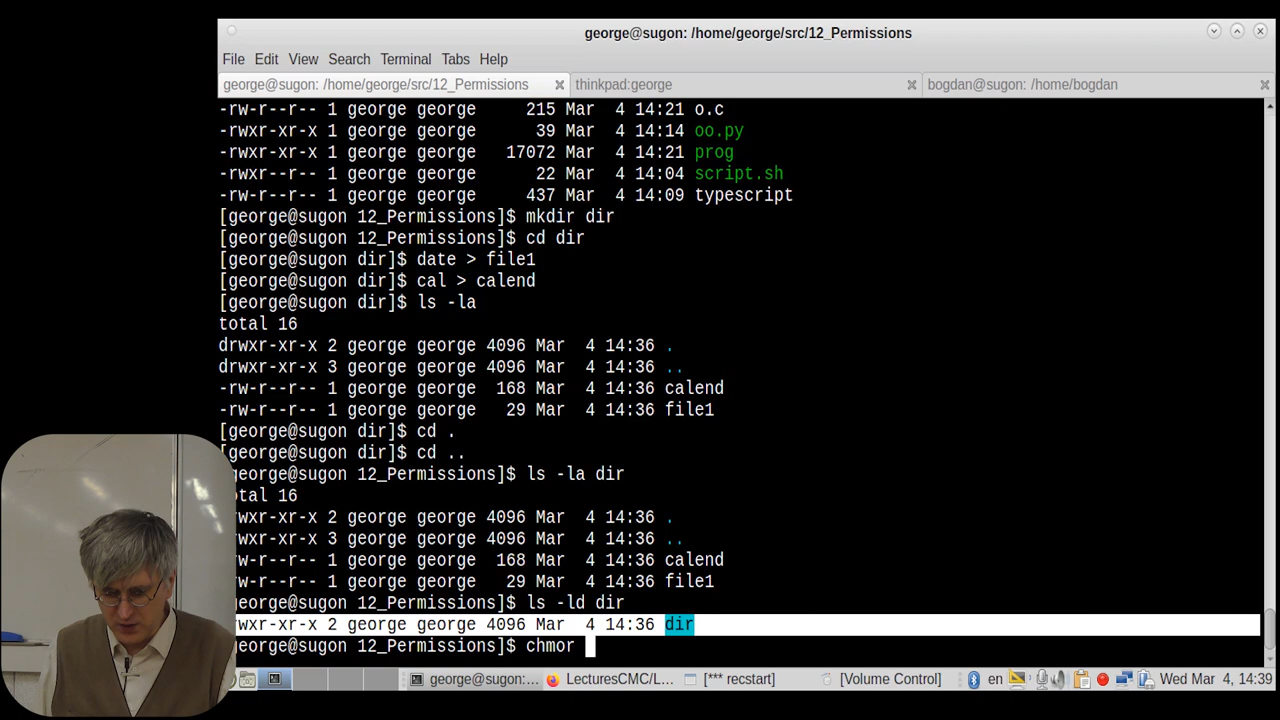 george@sugon: /home/george/src/12_Permissions
File Edit View Search Terminal Tabs Help
george@sugon: /home/george/src/12_Permissions thinkpad:george bogdan@sugon: /home/bogdan
-rw-r--r-- 1 george george 215 Mar 4 14:21 o.c
-rwxr-xr-x 1 george george 39 Mar 4 14:14 oo.py
-rwxr-xr-x 1 george george 17072 Mar 4 14:21 prog
-rwxr--r-- 1 george george 22 Mar 4 14:04 script.sh
-rw-r--r-- 1 george george 437 Mar 4 14:09 typescript
[george@sugon 12_Permissions]$ mkdir dir
[george@sugon 12_Permissions]$ cd dir
[george@sugon dir]$ date > file1
[george@sugon dir]$ cal > calend
[george@sugon dir]$ ls -la
total 16
drwxr-xr-x 2 george george 4096 Mar 4 14:36 .
drwxr-xr-x 3 george george 4096 Mar 4 14:36 ..
-rw-r--r-- 1 george george 168 Mar 4 14:36 calend
-rw-r--r-- 1 george george 29 Mar 4 14:36 file1
[george@sugon dir]$ cd .
[george@sugon dir]$ cd ..
[george@sugon 12_Permissions]$ ls -la dir
otal 16
rwxr-xr-x 2 george george 4096 Mar 4 14:36 .
rwxr-xr-x 3 george george 4096 Mar 4 14:36 ..
rw-r--r-- 1 george george 168 Mar 4 14:36 calend
rw-r--r-- 1 george george 29 Mar 4 14:36 file1
george@sugon 12_Permissions]$ ls -ld dir
rwxr-xr-x 2 george george 4096 Mar 4 14:36 dir
george@sugon 12_Permissions]$ chmor
george@sugon:... LecturesCMC/L... [*** recstart] [Volume Control] en Wed Mar 4, 14:39